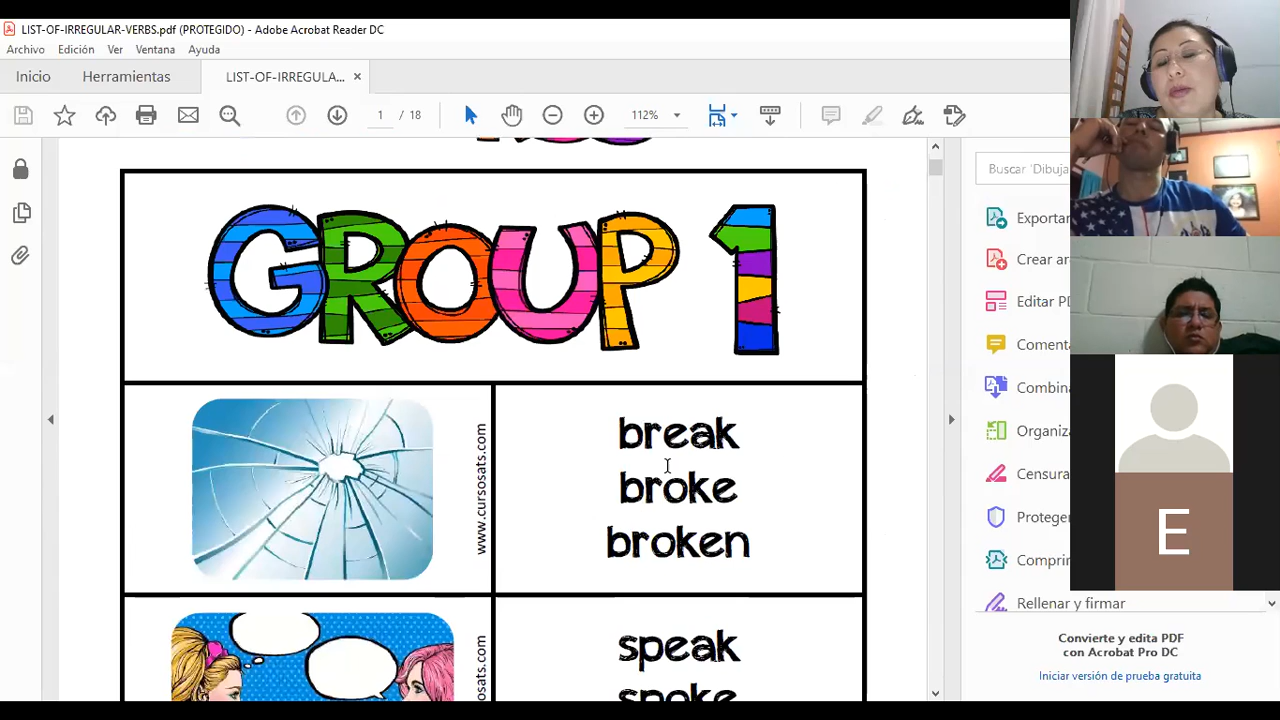 LIST-OF-IRREGULAR-VERBS.pdf (PROTEGIDO) - Adobe Acrobat Reader DC
Archivo Edición Ver Ventana Ayuda
Inicio Herramientas LIST-OF-IRREGULA... ×
1 / 18 112%
Buscar 'Dibuja
GROUP 1
Exportar
Crear ar
Editar PD
Comenta
Combina
Organiza
Censura
Proteger
Comprim
Rellenar y firmar
Convierte y edita PDF
con Acrobat Pro DC
Iniciar versión de prueba gratuita
www.cursosats.com
break
broke
broken
speak
spoke
E